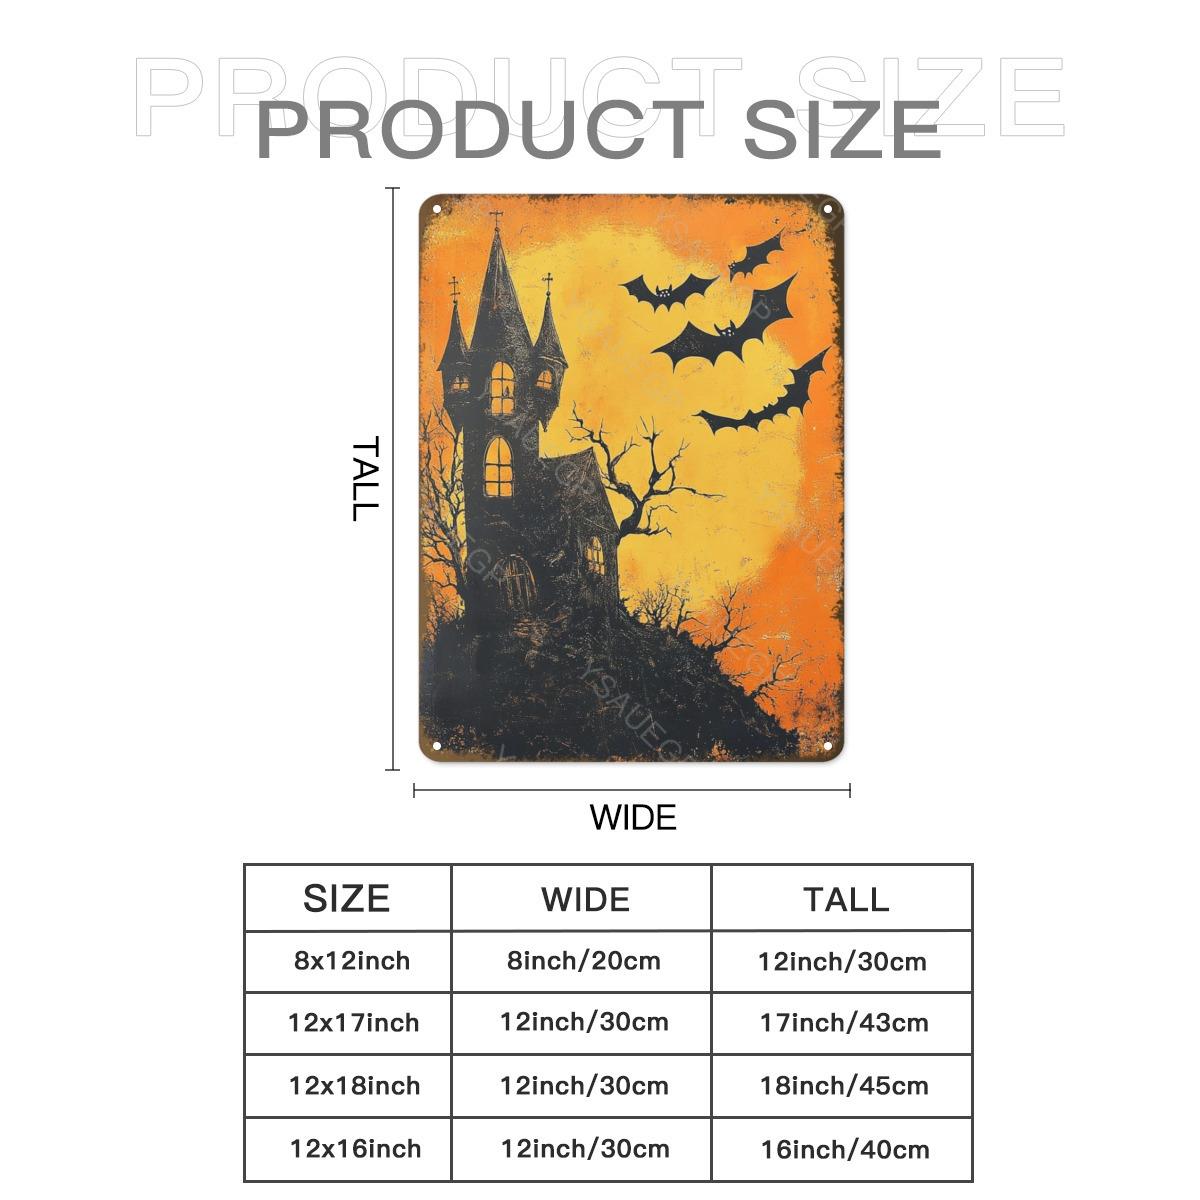 PRODUCT SIZE
PRODUCT SIZE
TALL
WIDE
SIZE WIDE TALL
8x12inch 8inch/20cm 12inch/30cm
12x17inch 12inch/30cm 17inch/43cm
12x18inch 12inch/30cm 18inch/45cm
12x16inch 12inch/30cm 16inch/40cm